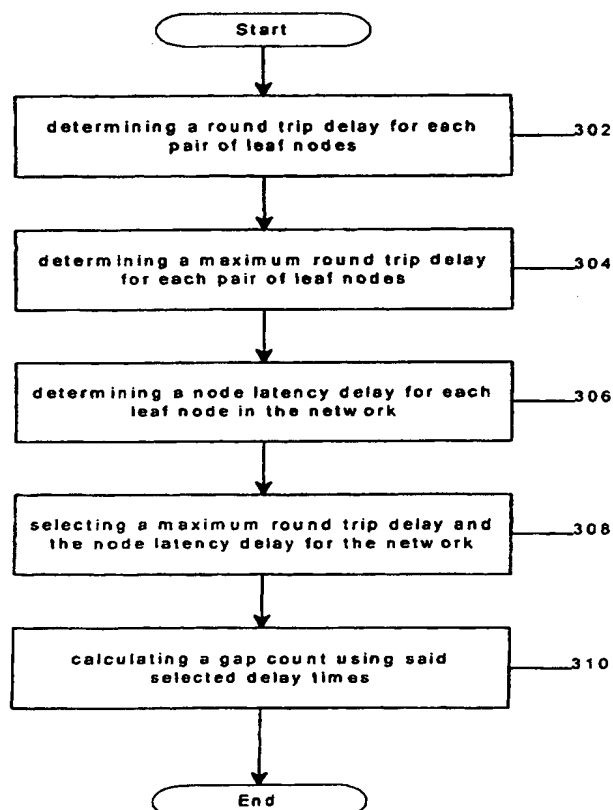 Start
determining a round trip delay for each
pair of leaf nodes
302
determining a maximum round trip delay
for each pair of leaf nodes
304
determining a node latency delay for each
leaf node in the network
306
selecting a maximum round trip delay and
the node latency delay for the network
308
calculating a gap count using said
selected delay times
310
End